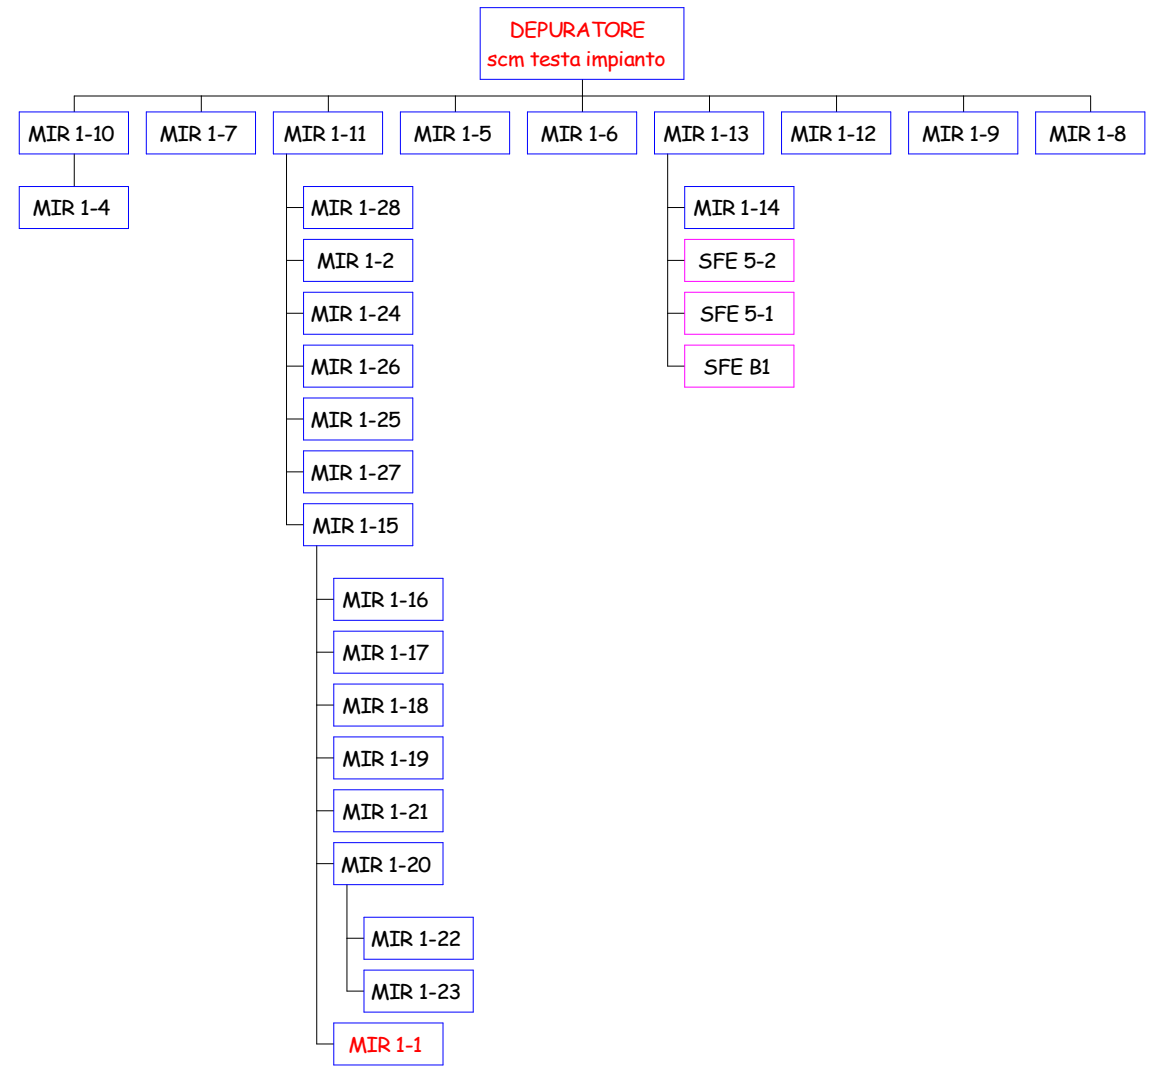 DEPURATORE
scm testa impianto
MIR 1-10
MIR 1-7
MIR 1-11
MIR 1-5
MIR 1-6
MIR 1-13
MIR 1-12
MIR 1-9
MIR 1-8
MIR 1-4
MIR 1-28
MIR 1-2
MIR 1-24
MIR 1-26
MIR 1-25
MIR 1-27
MIR 1-15
MIR 1-16
MIR 1-17
MIR 1-18
MIR 1-19
MIR 1-21
MIR 1-20
MIR 1-22
MIR 1-23
MIR 1-1
MIR 1-14
SFE 5-2
SFE 5-1
SFE B1